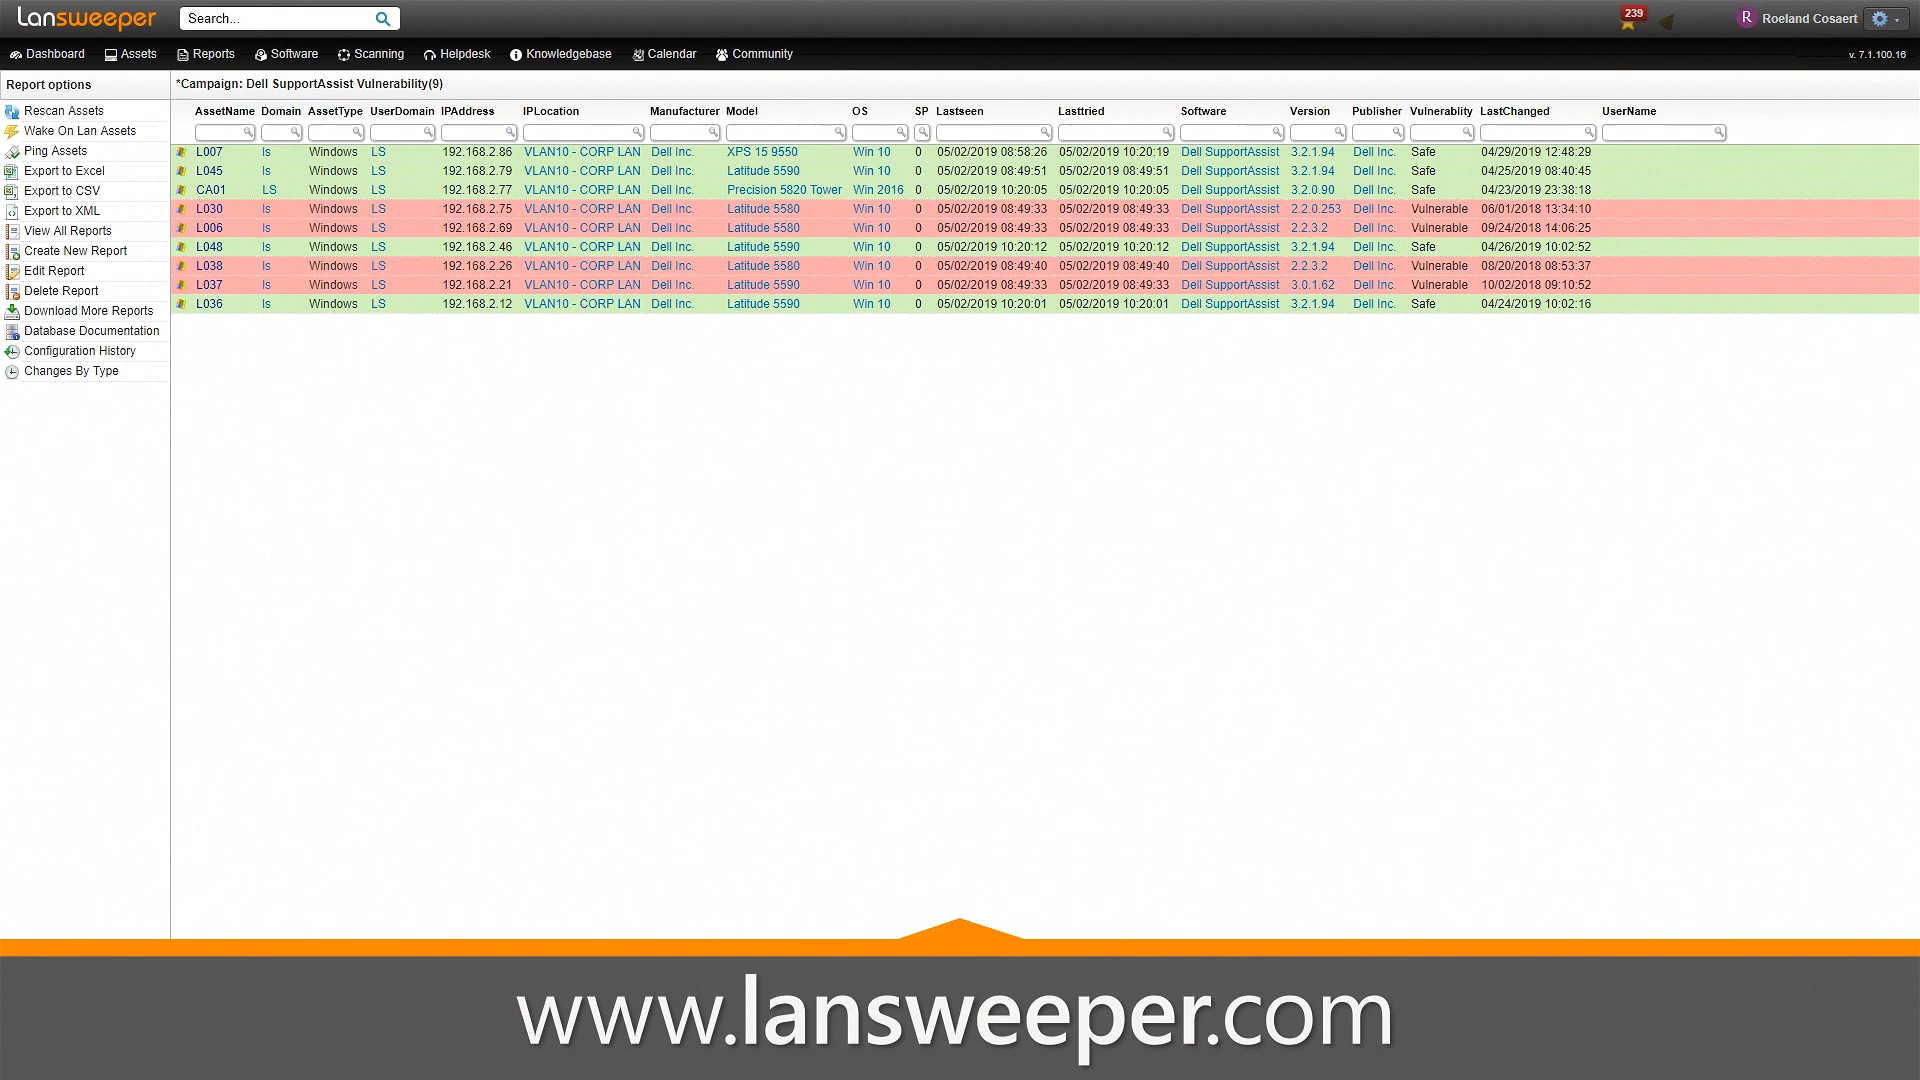 Lansweeper Search... 239 R Roeland Cosaert
Dashboard Assets Reports Software Scanning Helpdesk Knowledgebase Calendar Community v. 7.1.100.16
Report options
Rescan Assets
Wake On Lan Assets
Ping Assets
Export to Excel
Export to CSV
Export to XML
View All Reports
Create New Report
Edit Report
Delete Report
Download More Reports
Database Documentation
Configuration History
Changes By Type
*Campaign: Dell SupportAssist Vulnerability(9)
AssetName Domain AssetType UserDomain IPAddress IPLocation Manufacturer Model OS SP Lastseen Lasttried Software Version Publisher Vulnerablity LastChanged UserName
L007 ls Windows LS 192.168.2.86 VLAN10 - CORP LAN Dell Inc. XPS 15 9550 Win 10 0 05/02/2019 08:58:26 05/02/2019 10:20:19 Dell SupportAssist 3.2.1.94 Dell Inc. Safe 04/29/2019 12:48:29
L045 ls Windows LS 192.168.2.79 VLAN10 - CORP LAN Dell Inc. Latitude 5590 Win 10 0 05/02/2019 08:49:51 05/02/2019 08:49:51 Dell SupportAssist 3.2.1.94 Dell Inc. Safe 04/25/2019 08:40:45
CA01 LS Windows LS 192.168.2.77 VLAN10 - CORP LAN Dell Inc. Precision 5820 Tower Win 2016 0 05/02/2019 10:20:05 05/02/2019 10:20:05 Dell SupportAssist 3.2.0.90 Dell Inc. Safe 04/23/2019 23:38:18
L030 ls Windows LS 192.168.2.75 VLAN10 - CORP LAN Dell Inc. Latitude 5580 Win 10 0 05/02/2019 08:49:33 05/02/2019 08:49:33 Dell SupportAssist 2.2.0.253 Dell Inc. Vulnerable 06/01/2018 13:34:10
L006 ls Windows LS 192.168.2.69 VLAN10 - CORP LAN Dell Inc. Latitude 5580 Win 10 0 05/02/2019 08:49:33 05/02/2019 08:49:33 Dell SupportAssist 2.2.3.2 Dell Inc. Vulnerable 09/24/2018 14:06:25
L048 ls Windows LS 192.168.2.46 VLAN10 - CORP LAN Dell Inc. Latitude 5590 Win 10 0 05/02/2019 10:20:12 05/02/2019 10:20:12 Dell SupportAssist 3.2.1.94 Dell Inc. Safe 04/26/2019 10:02:52
L038 ls Windows LS 192.168.2.26 VLAN10 - CORP LAN Dell Inc. Latitude 5580 Win 10 0 05/02/2019 08:49:40 05/02/2019 08:49:40 Dell SupportAssist 2.2.3.2 Dell Inc. Vulnerable 08/20/2018 08:53:37
L037 ls Windows LS 192.168.2.21 VLAN10 - CORP LAN Dell Inc. Latitude 5580 Win 10 0 05/02/2019 08:49:33 05/02/2019 08:49:33 Dell SupportAssist 3.0.1.62 Dell Inc. Vulnerable 10/02/2018 09:10:52
L036 ls Windows LS 192.168.2.12 VLAN10 - CORP LAN Dell Inc. Latitude 5590 Win 10 0 05/02/2019 10:20:01 05/02/2019 10:20:01 Dell SupportAssist 3.2.1.94 Dell Inc. Safe 04/24/2019 10:02:16
www.lansweeper.com